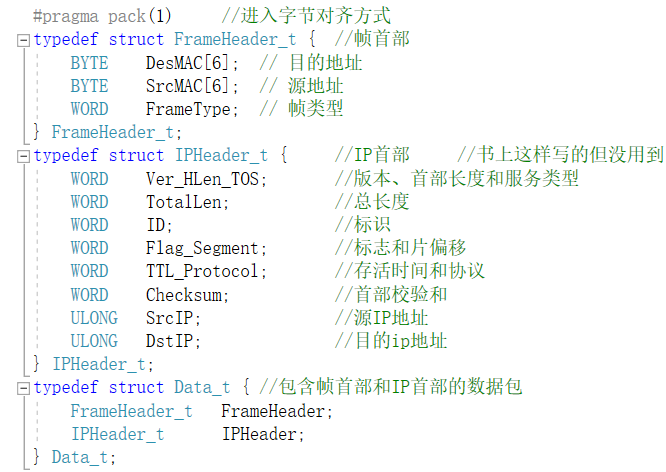 #pragma pack(1)     //进入字节对齐方式
typedef struct FrameHeader_t {  //帧首部
    BYTE    DesMAC[6];  // 目的地址
    BYTE    SrcMAC[6];  // 源地址
    WORD    FrameType;  // 帧类型
} FrameHeader_t;
typedef struct IPHeader_t {     //IP首部     //书上这样写的但没用到
    WORD    Ver_HLen_TOS;       //版本、首部长度和服务类型
    WORD    TotalLen;           //总长度
    WORD    ID;                 //标识
    WORD    Flag_Segment;       //标志和片偏移
    WORD    TTL_Protocol;       //存活时间和协议
    WORD    Checksum;           //首部校验和
    ULONG   SrcIP;              //源IP地址
    ULONG   DstIP;              //目的ip地址
} IPHeader_t;
typedef struct Data_t { //包含帧首部和IP首部的数据包
    FrameHeader_t   FrameHeader;
    IPHeader_t      IPHeader;
} Data_t;